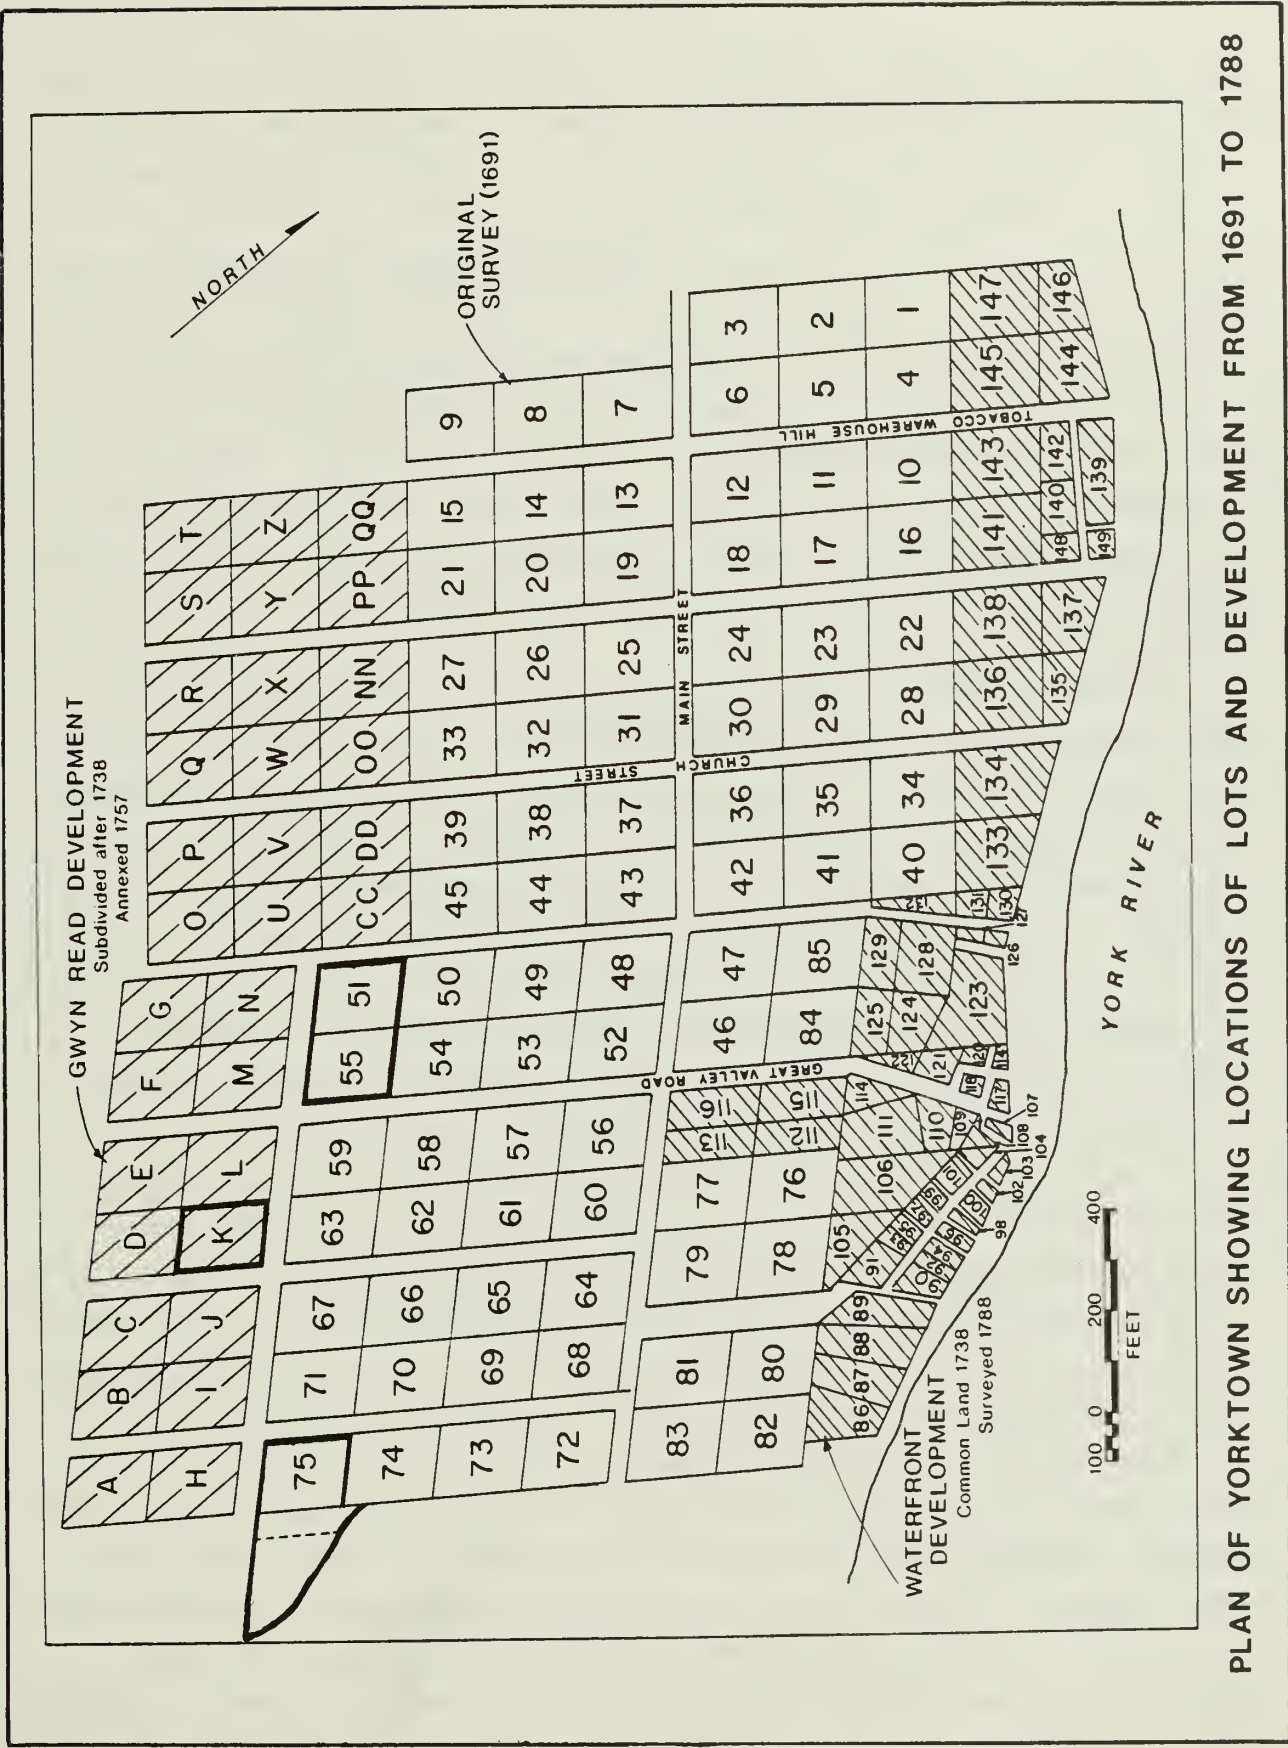 GWYN READ DEVELOPMENT
Subdivided after 1738
Annexed 1757
NORTH
ORIGINAL
SURVEY (1691)
A B C D E F G O P Q R S T
H I J K L M N U V W X Y Z
CC DD OO NN PP QQ
75 71 67 63 59 55 51 45 39 33 27 21 15 9
74 70 66 62 58 54 50 44 38 32 26 20 14 8
73 69 65 61 57 53 49 43 37 31 25 19 13 7
72 68 64 60 56 52 48
CHURCH STREET
MAIN STREET
GREAT VALLEY ROAD
TOBACCO WAREHOUSE HILL
83 81 79 77 113 116 46 47 42 36 30 24 18 12 6 3
82 80 78 76 112 115 84 85 41 35 29 23 17 11 5 2
40 34 28 22 16 10 4 1
86 87 88 89 91 105 106 111 114 125 129 132
110 122 124 128 131 133 134 136 138 141 143 145 147
109 121 120 123 130 135 137 148 140 142 144 146
101 99 118 117 126 127 149 139
98 102 103 104 108 107
WATERFRONT
DEVELOPMENT
Common Land 1738
Surveyed 1788
YORK RIVER
100 0 200 400
FEET
PLAN OF YORKTOWN SHOWING LOCATIONS OF LOTS AND DEVELOPMENT FROM 1691 TO 1788